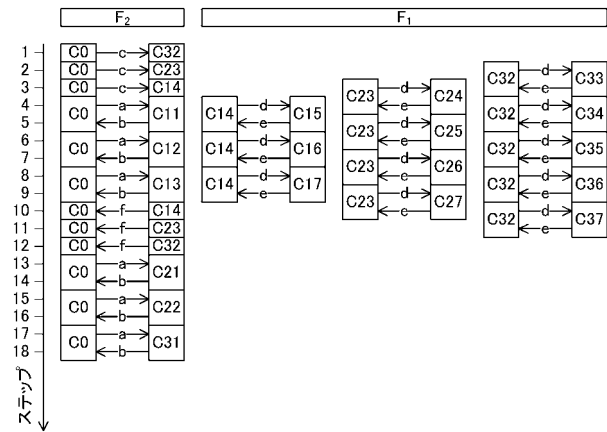 F₂
F₁
1 C0 c C32
2 C0 c C23
3 C0 c C14
4 C0 a C11
5 b
6 C0 a C12
7 b
8 C0 a C13
9 b
10 C0 f C14
11 C0 f C23
12 C0 f C32
13 C0 a C21
14 b
15 C0 a C22
16 b
17 C0 a C31
18 b
ステップ
C14 d C15
e
C14 d C16
e
C14 d C17
e
C23 d C24
e
C23 d C25
e
C23 d C26
e
C23 d C27
e
C32 d C33
e
C32 d C34
e
C32 d C35
e
C32 d C36
e
C32 d C37
e